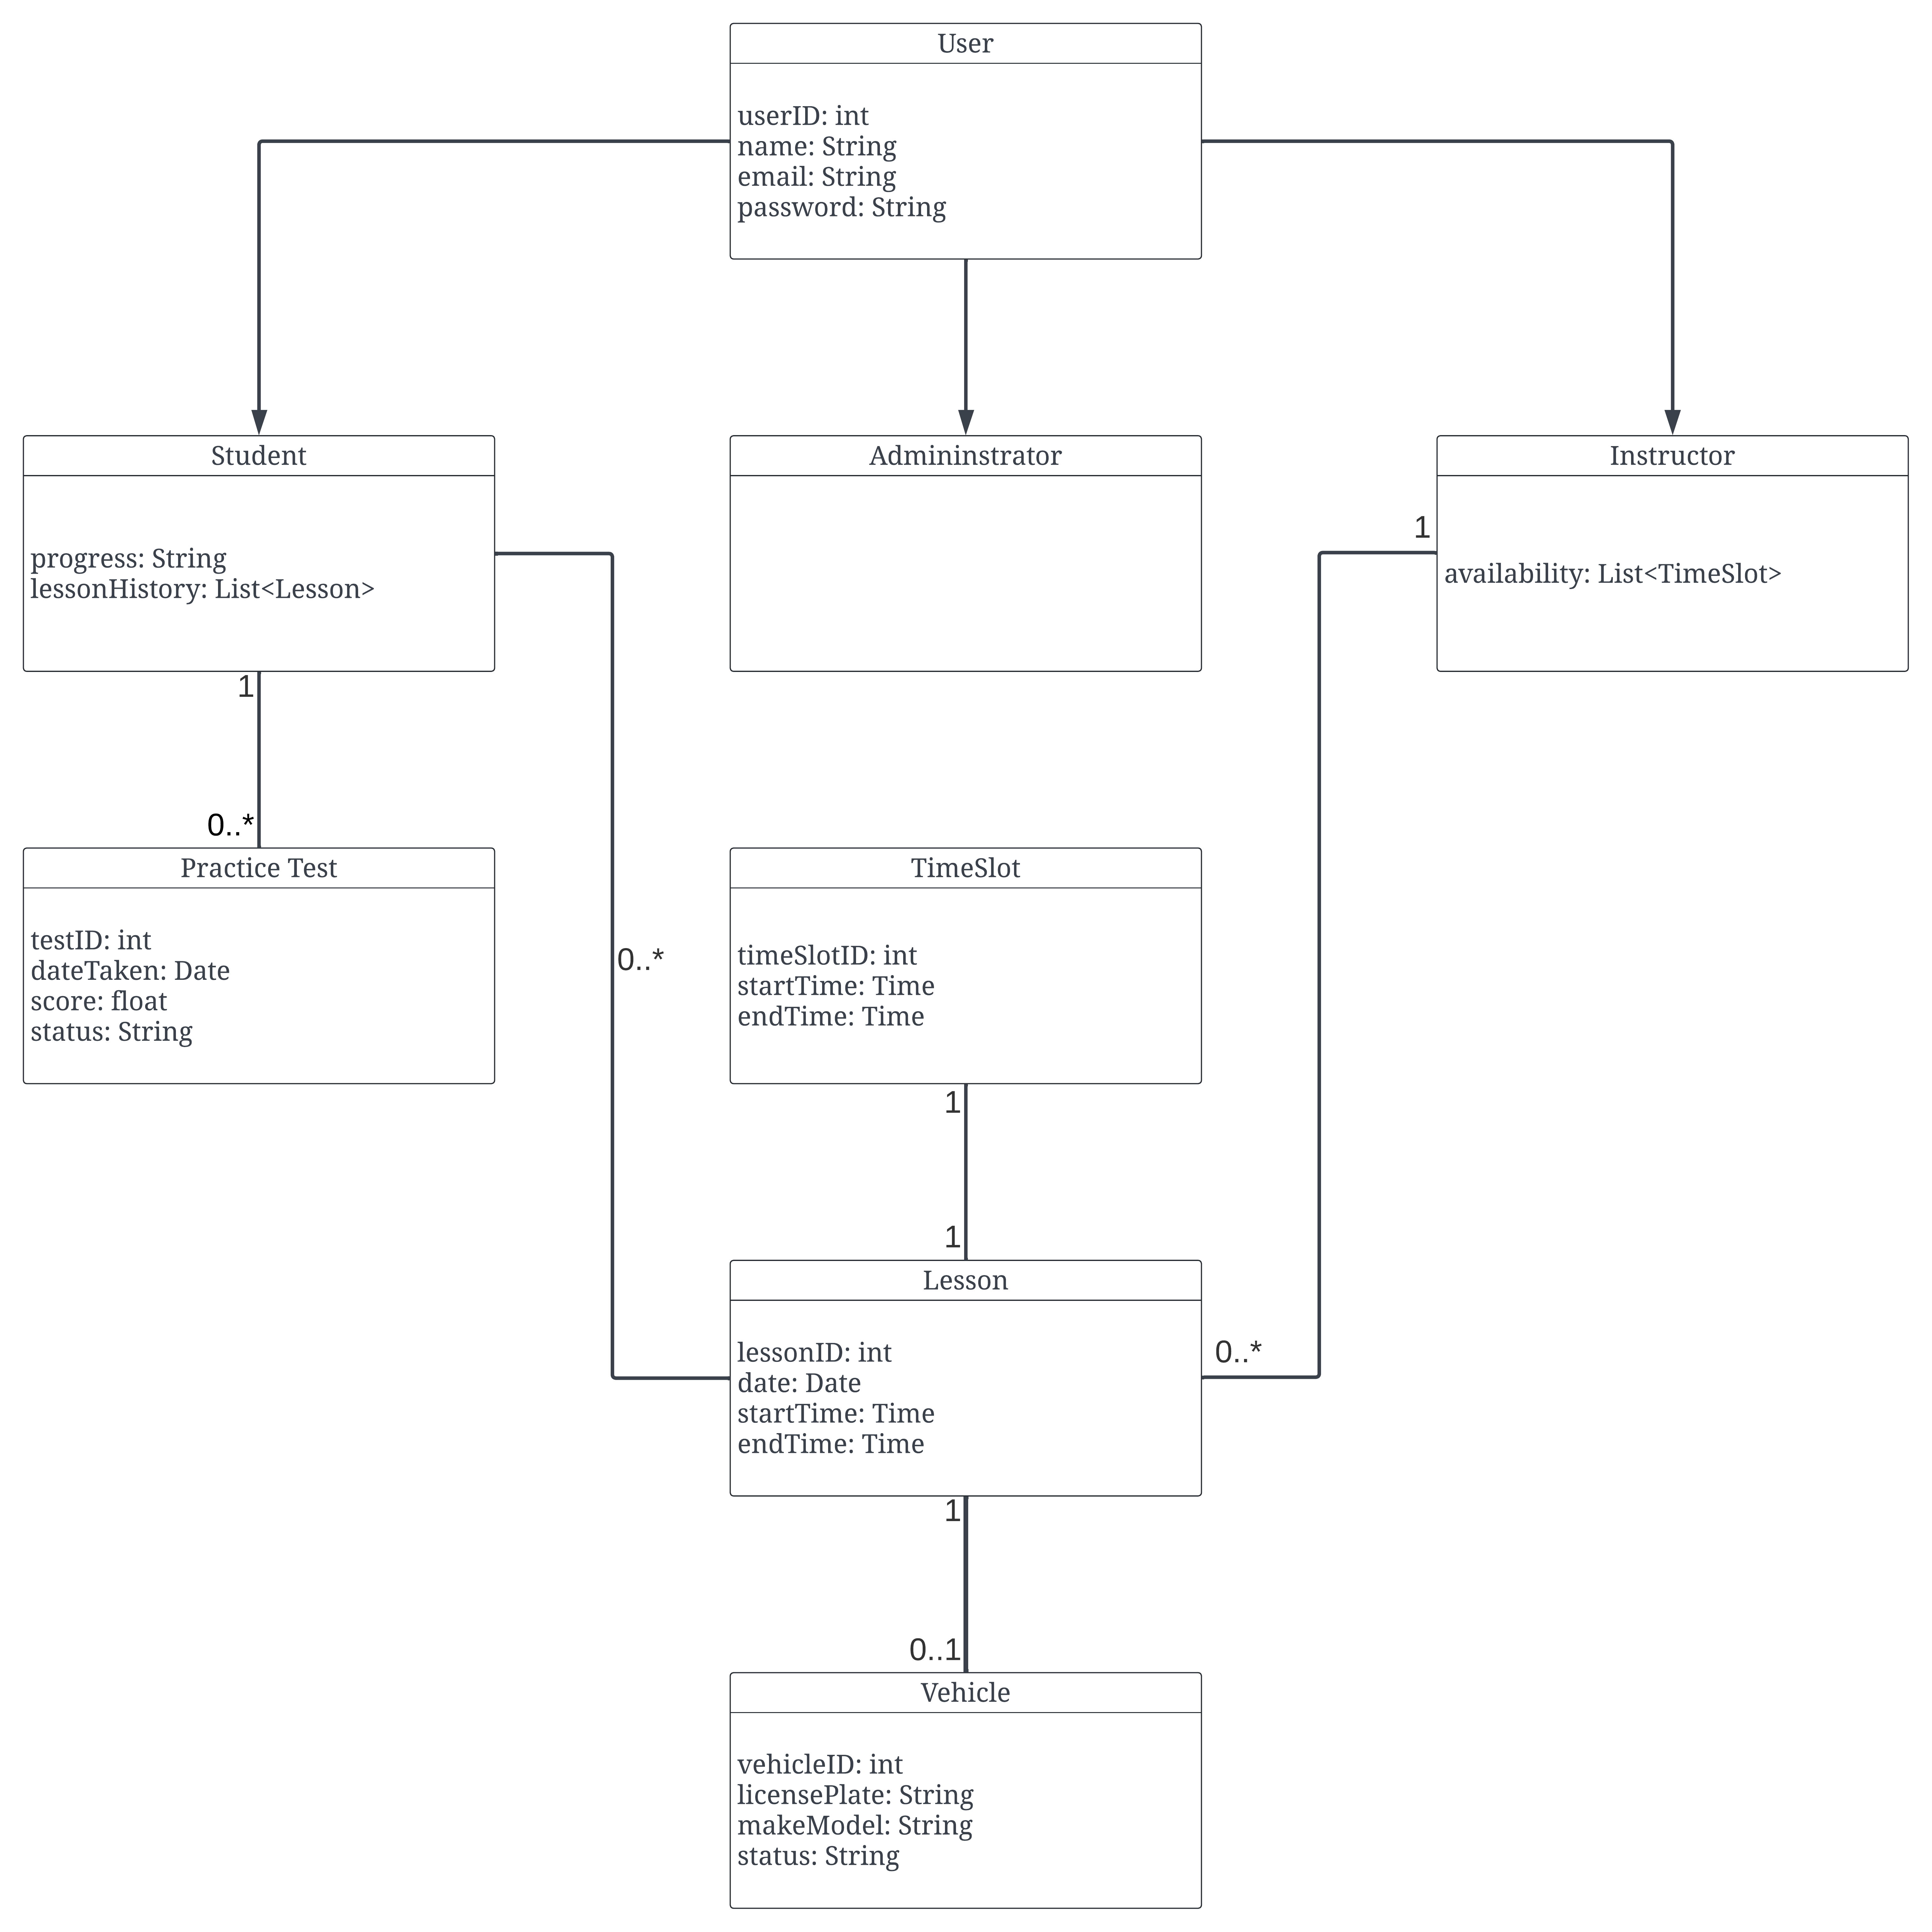 User
userID: int
name: String
email: String
password: String
Student
progress: String
lessonHistory: List<Lesson>
Admininstrator
Instructor
1
availability: List<TimeSlot>
1
0..*
Practice Test
testID: int
dateTaken: Date
score: float
status: String
0..*
TimeSlot
timeSlotID: int
startTime: Time
endTime: Time
1
1
Lesson
lessonID: int
date: Date
startTime: Time
endTime: Time
0..*
1
0..1
Vehicle
vehicleID: int
licensePlate: String
makeModel: String
status: String